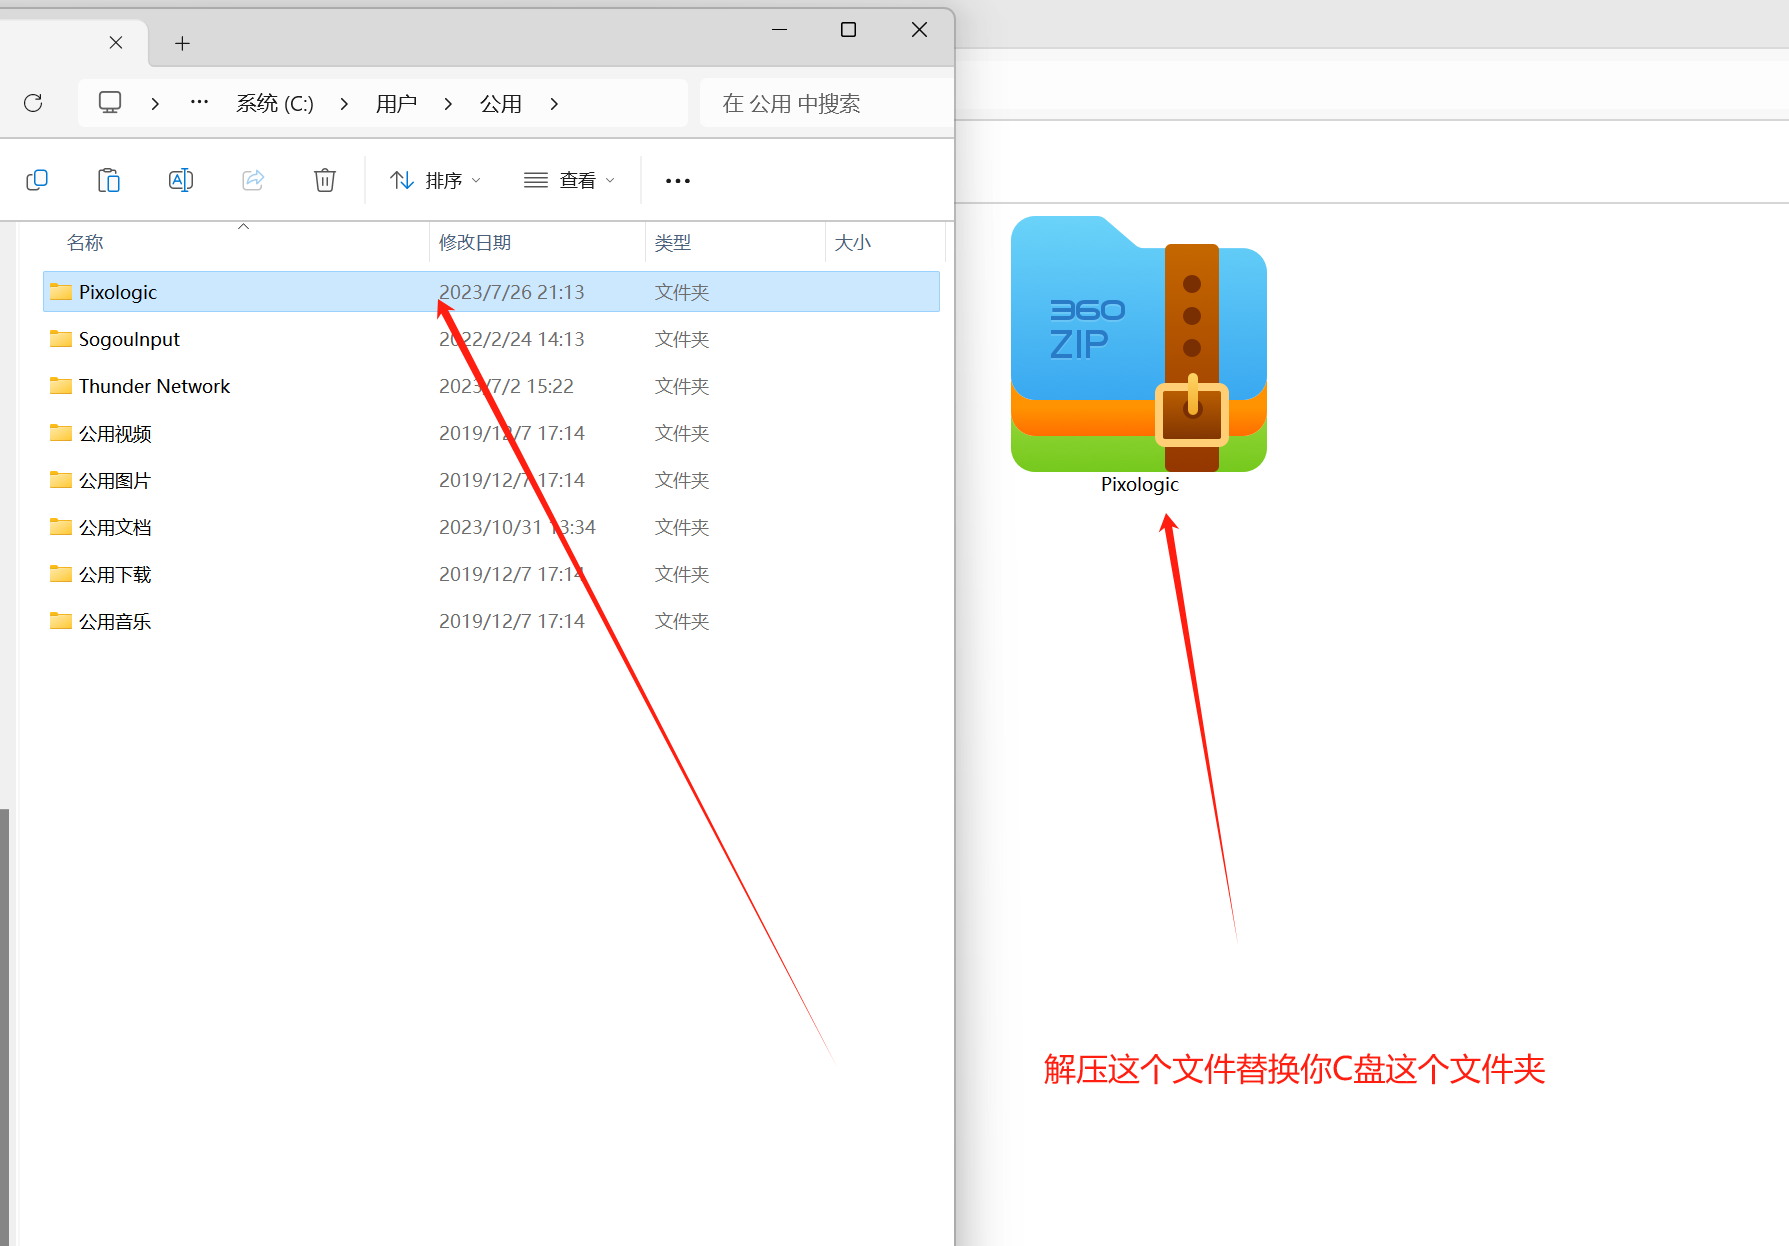 系统 (C:) 用户 公用 在 公用 中搜索
排序 查看
名称 修改日期 类型 大小
Pixologic 2023/7/26 21:13 文件夹
SogouInput 2022/2/24 14:13 文件夹
Thunder Network 2023/7/2 15:22 文件夹
公用视频 2019/12/7 17:14 文件夹
公用图片 2019/12/7 17:14 文件夹
公用文档 2023/10/31 13:34 文件夹
公用下载 2019/12/7 17:14 文件夹
公用音乐 2019/12/7 17:14 文件夹
360
ZIP
Pixologic
解压这个文件替换你C盘这个文件夹